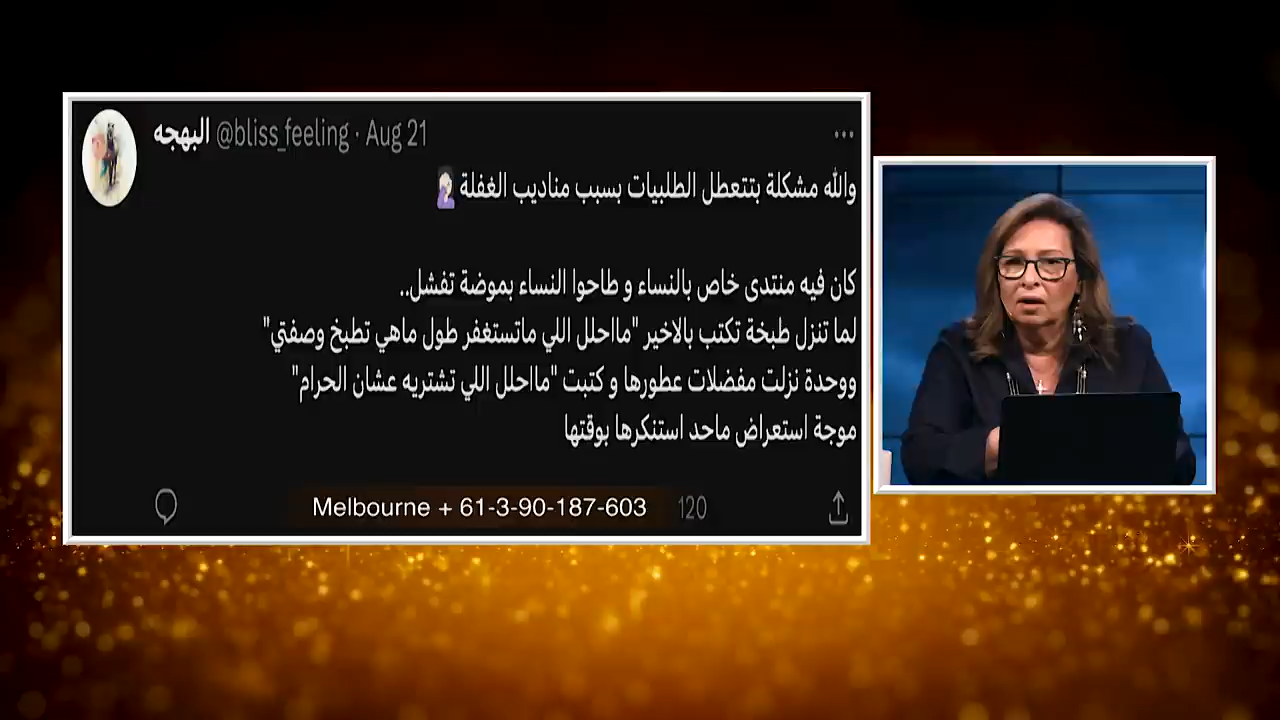 البهجه @bliss_feeling · Aug 21
والله مشكلة بتتعطل الطلبيات بسبب مناديب الغفلة🤦🏻‍♀️
كان فيه منتدى خاص بالنساء و طاحوا النساء بموضة تفشل..
لما تنزل طبخة تكتب بالاخير "مااحلل اللي ماتستغفر طول ماهي تطبخ وصفتي"
ووحدة نزلت مفضلات عطورها و كتبت "مااحلل اللي تشتريه عشان الحرام"
موجة استعراض ماحد استنكرها بوقتها
Melbourne + 61-3-90-187-603 120